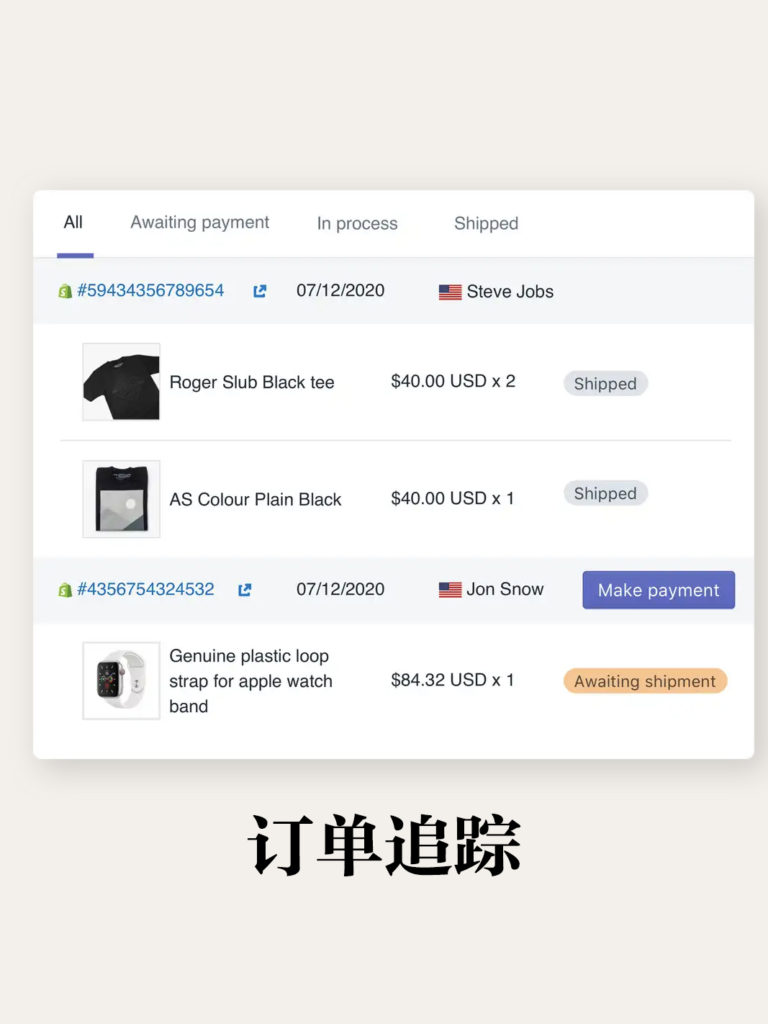 All Awaiting payment In process Shipped
#59434356789654 07/12/2020 Steve Jobs
Roger Slub Black tee $40.00 USD x 2 Shipped
AS Colour Plain Black $40.00 USD x 1 Shipped
#4356754324532 07/12/2020 Jon Snow Make payment
Genuine plastic loop
strap for apple watch
band
$84.32 USD x 1 Awaiting shipment
订单追踪